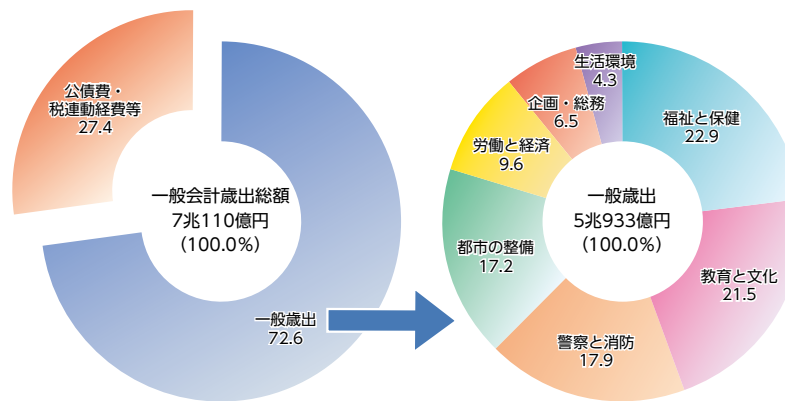 公債費・
税連動経費等
27.4
一般会計歳出総額
7兆110億円
（100.0％）
一般歳出
72.6
生活環境
4.3
企画・総務
6.5
労働と経済
9.6
都市の整備
17.2
警察と消防
17.9
教育と文化
21.5
福祉と保健
22.9
一般歳出
5兆933億円
（100.0％）